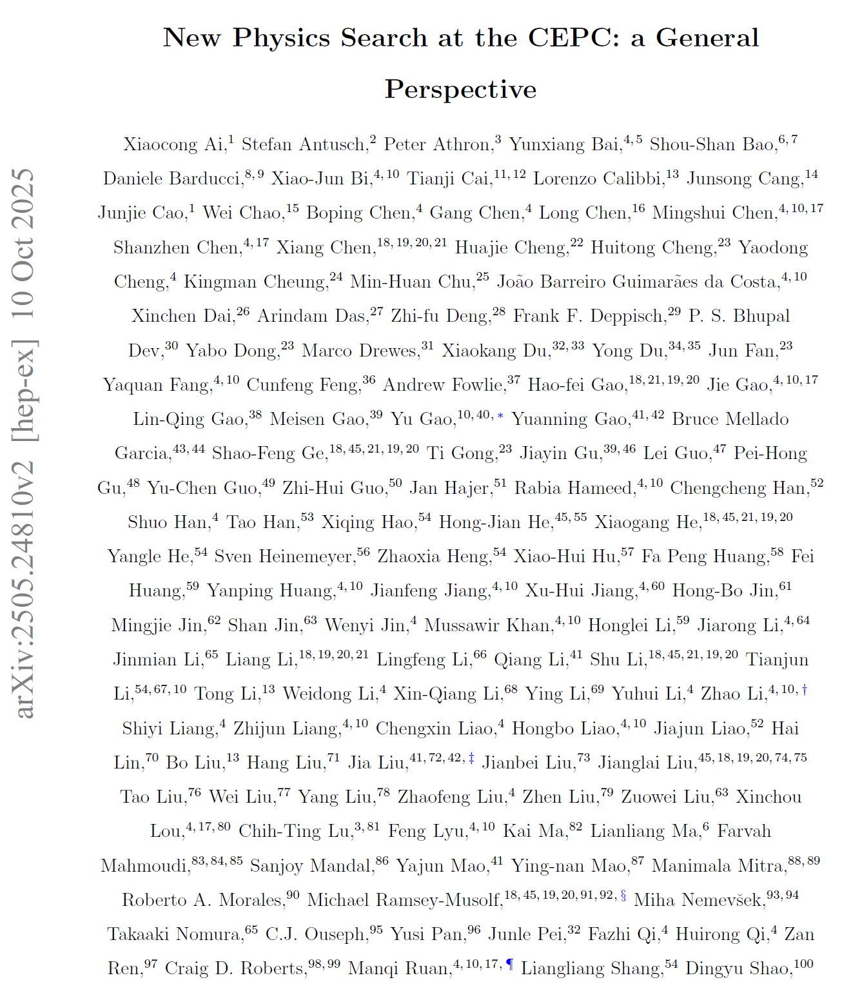 New Physics Search at the CEPC: a General
Perspective
Xiaocong Ai,1 Stefan Antusch,2 Peter Athron,3 Yunxiang Bai,4, 5 Shou-Shan Bao,6, 7
Daniele Barducci,8, 9 Xiao-Jun Bi,4, 10 Tianji Cai,11, 12 Lorenzo Calibbi,13 Junsong Cang,14
Junjie Cao,1 Wei Chao,15 Boping Chen,4 Gang Chen,4 Long Chen,16 Mingshui Chen,4, 10, 17
Shanzhen Chen,4, 17 Xiang Chen,18, 19, 20, 21 Huajie Cheng,22 Huitong Cheng,23 Yaodong
Cheng,4 Kingman Cheung,24 Min-Huan Chu,25 João Barreiro Guimarães da Costa,4, 10
Xinchen Dai,26 Arindam Das,27 Zhi-fu Deng,28 Frank F. Deppisch,29 P. S. Bhupal
Dev,30 Yabo Dong,23 Marco Drewes,31 Xiaokang Du,32, 33 Yong Du,34, 35 Jun Fan,23
Yaquan Fang,4, 10 Cunfeng Feng,36 Andrew Fowlie,37 Hao-fei Gao,18, 21, 19, 20 Jie Gao,4, 10, 17
Lin-Qing Gao,38 Meisen Gao,39 Yu Gao,10, 40, * Yuanning Gao,41, 42 Bruce Mellado
Garcia,43, 44 Shao-Feng Ge,18, 45, 21, 19, 20 Ti Gong,23 Jiayin Gu,39, 46 Lei Guo,47 Pei-Hong
Gu,48 Yu-Chen Guo,49 Zhi-Hui Guo,50 Jan Hajer,51 Rabia Hameed,4, 10 Chengcheng Han,52
Shuo Han,4 Tao Han,53 Xiqing Hao,54 Hong-Jian He,45, 55 Xiaogang He,18, 45, 21, 19, 20
Yangle He,54 Sven Heinemeyer,56 Zhaoxia Heng,54 Xiao-Hui Hu,57 Fa Peng Huang,58 Fei
Huang,59 Yanping Huang,4, 10 Jianfeng Jiang,4, 10 Xu-Hui Jiang,4, 60 Hong-Bo Jin,61
Mingjie Jin,62 Shan Jin,63 Wenyi Jin,4 Mussawir Khan,4, 10 Honglei Li,59 Jiarong Li,4, 64
Jinmian Li,65 Liang Li,18, 19, 20, 21 Lingfeng Li,66 Qiang Li,41 Shu Li,18, 45, 21, 19, 20 Tianjun
Li,54, 67, 10 Tong Li,13 Weidong Li,4 Xin-Qiang Li,68 Ying Li,69 Yuhui Li,4 Zhao Li,4, 10, †
Shiyi Liang,4 Zhijun Liang,4, 10 Chengxin Liao,4 Hongbo Liao,4, 10 Jiajun Liao,52 Hai
Lin,70 Bo Liu,13 Hang Liu,71 Jia Liu,41, 72, 42, ‡ Jianbei Liu,73 Jianglai Liu,45, 18, 19, 20, 74, 75
Tao Liu,76 Wei Liu,77 Yang Liu,78 Zhaofeng Liu,4 Zhen Liu,79 Zuowei Liu,63 Xinchou
Lou,4, 17, 80 Chih-Ting Lu,3, 81 Feng Lyu,4, 10 Kai Ma,82 Lianliang Ma,6 Farvah
Mahmoudi,83, 84, 85 Sanjoy Mandal,86 Yajun Mao,41 Ying-nan Mao,87 Manimala Mitra,88, 89
Roberto A. Morales,90 Michael Ramsey-Musolf,18, 45, 19, 20, 91, 92, § Miha Nemevšek,93, 94
Takaaki Nomura,65 C.J. Ouseph,95 Yusi Pan,96 Junle Pei,32 Fazhi Qi,4 Huirong Qi,4 Zan
Ren,97 Craig D. Roberts,98, 99 Manqi Ruan,4, 10, 17, ¶ Liangliang Shang,54 Dingyu Shao,100
arXiv:2505.24810v2 [hep-ex] 10 Oct 2025